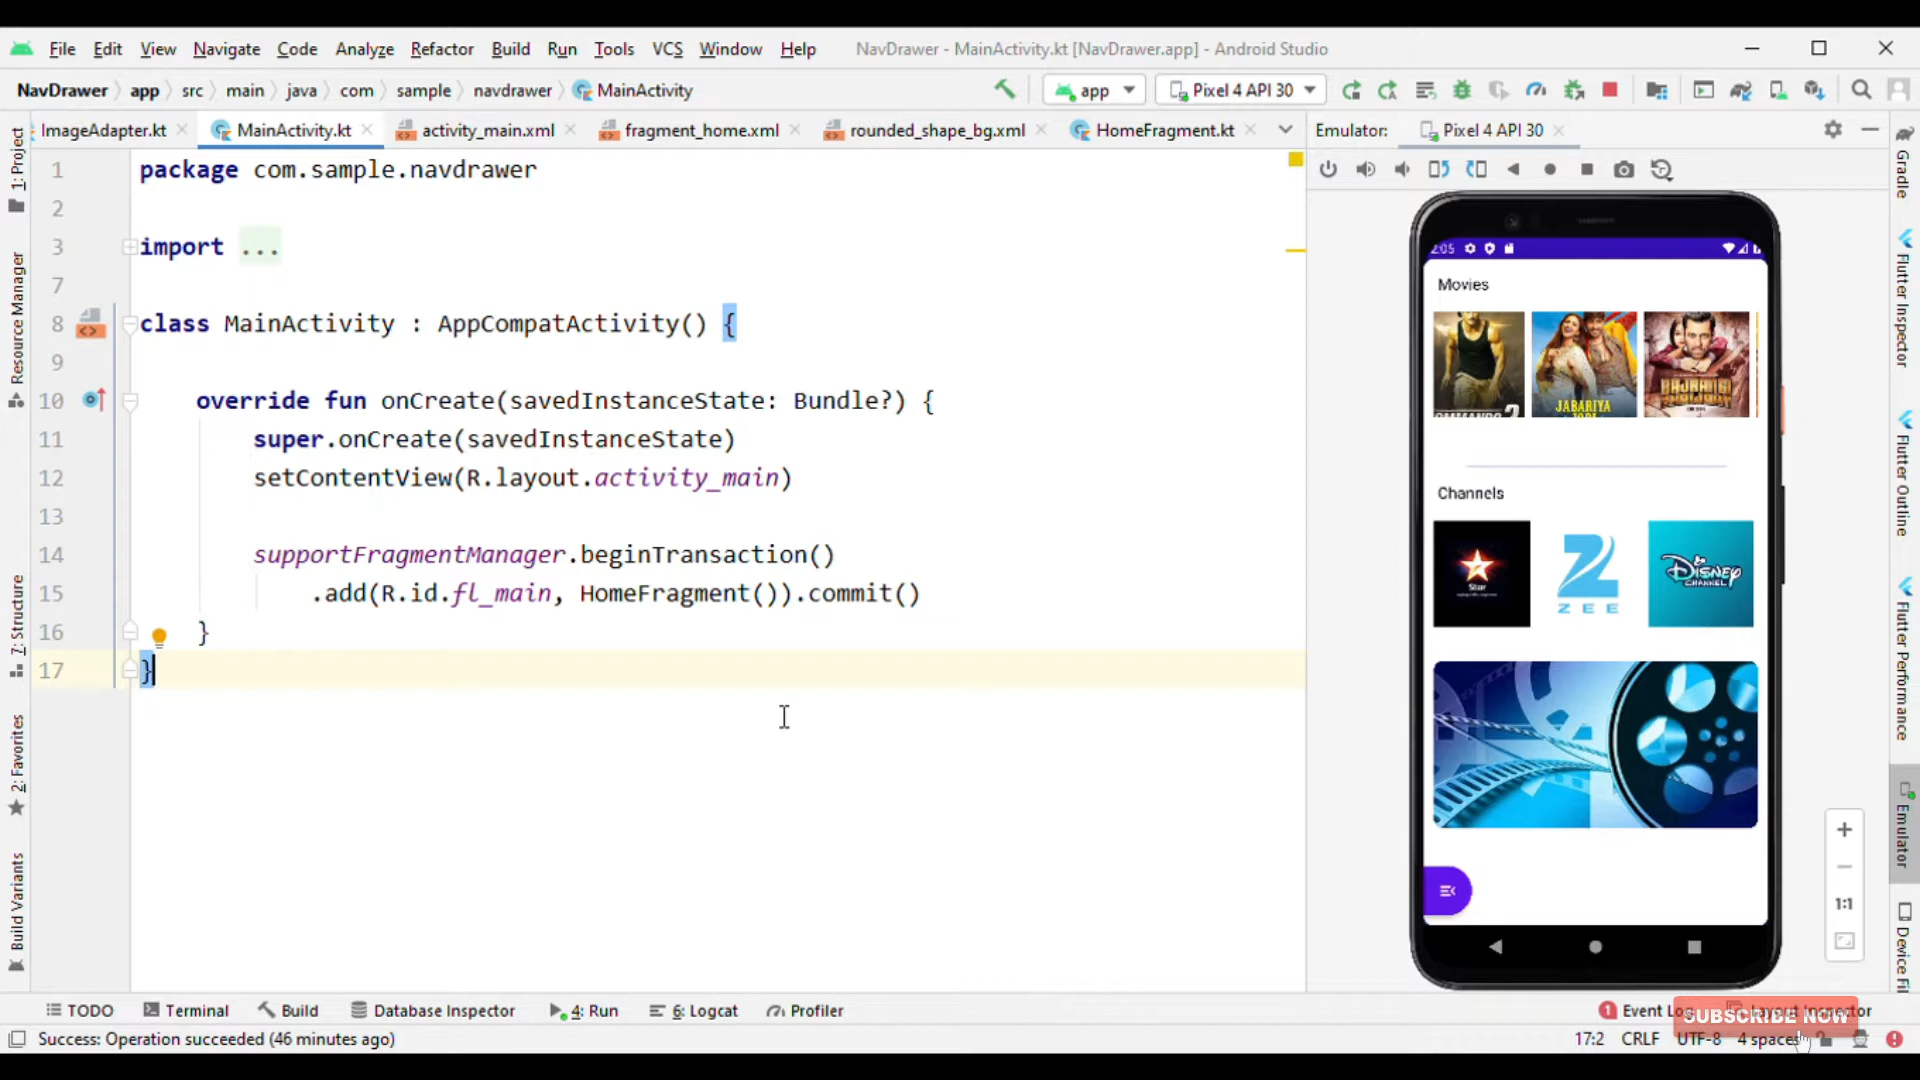 File Edit View Navigate Code Analyze Refactor Build Run Tools VCS Window Help NavDrawer - MainActivity.kt [NavDrawer.app] - Android Studio
NavDrawer app src main java com sample navdrawer MainActivity app Pixel 4 API 30
ImageAdapter.kt MainActivity.kt activity_main.xml fragment_home.xml rounded_shape_bg.xml HomeFragment.kt Emulator: Pixel 4 API 30
1 package com.sample.navdrawer
2
3 import ...
7
8 class MainActivity : AppCompatActivity() {
9
10 override fun onCreate(savedInstanceState: Bundle?) {
11 super.onCreate(savedInstanceState)
12 setContentView(R.layout.activity_main)
13
14 supportFragmentManager.beginTransaction()
15 .add(R.id.fl_main, HomeFragment()).commit()
16 }
17 }
1: Project
Resource Manager
7: Structure
2: Favorites
Build Variants
2:05
Movies
JABARIYA
Channels
Star
ZEE
DISNEY
CHANNEL
1:1
Gradle
Flutter Inspector
Flutter Outline
Flutter Performance
Emulator
TODO Terminal Build Database Inspector 4: Run 6: Logcat Profiler 1 Event Log Layout Inspector
SUBSCRIBE NOW
Success: Operation succeeded (46 minutes ago) 17:2 CRLF UTF-8 4 spaces